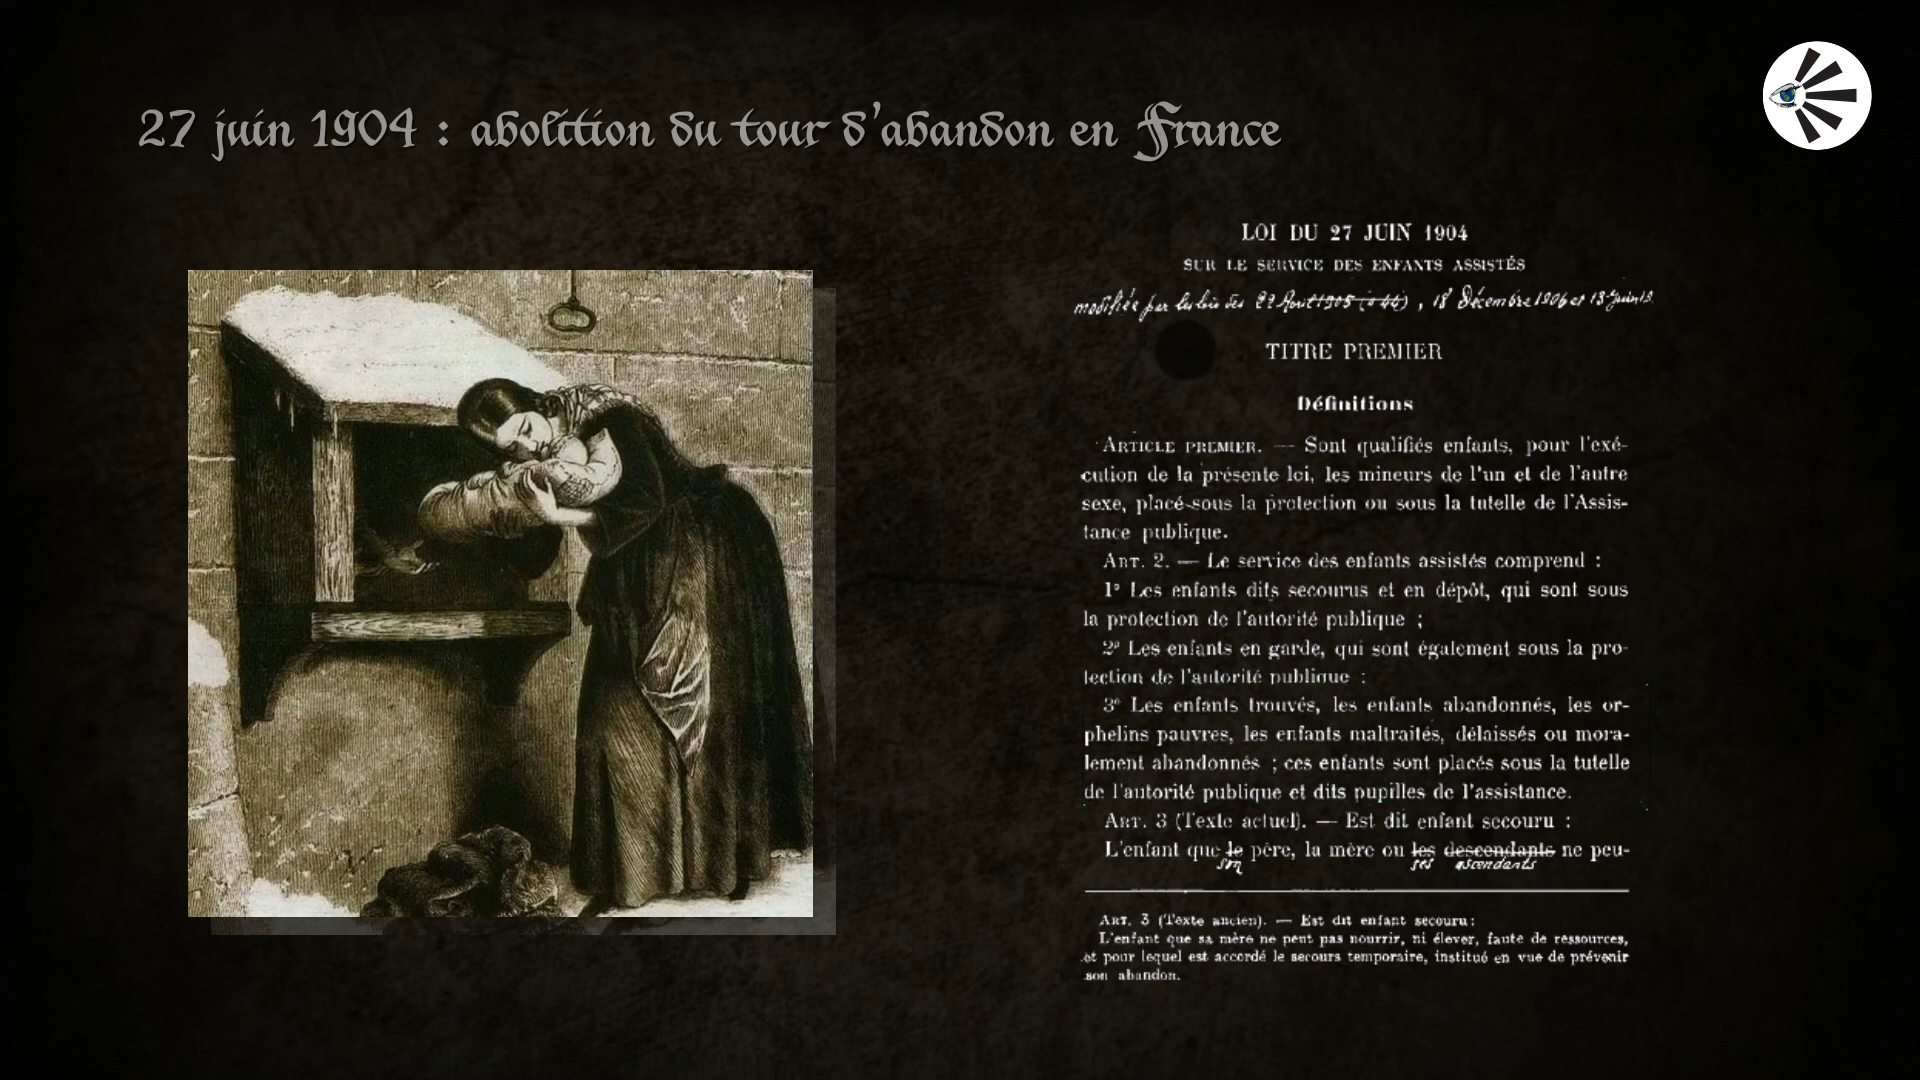 27 juin 1904 : abolition du tour d'abandon en France
LOI DU 27 JUIN 1904
SUR LE SERVICE DES ENFANTS ASSISTÉS
modifiée par les lois des 22 Avril 1905 (a 44), 18 Décembre 1906 et 13 Juin
TITRE PREMIER
Définitions
ARTICLE PREMIER. — Sont qualifiés enfants, pour l'exé-
cution de la présente loi, les mineurs de l'un et de l'autre
sexe, placé sous la protection ou sous la tutelle de l'Assis-
tance publique.
ART. 2. — Le service des enfants assistés comprend :
1° Les enfants dits secourus et en dépôt, qui sont sous
la protection de l'autorité publique ;
2° Les enfants en garde, qui sont également sous la pro-
tection de l'autorité publique ;
3° Les enfants trouvés, les enfants abandonnés, les or-
phelins pauvres, les enfants maltraités, délaissés ou mora-
lement abandonnés ; ces enfants sont placés sous la tutelle
de l'autorité publique et dits pupilles de l'assistance.
ART. 3 (Texte actuel). — Est dit enfant secouru :
L'enfant que le père, la mère ou les descendants ne peu-
son ses ascendants
ART. 3 (Texte ancien). — Est dit enfant secouru :
L'enfant que sa mère ne peut pas nourrir, ni élever, faute de ressources,
et pour lequel est accordé le secours temporaire, institué en vue de prévenir
son abandon.